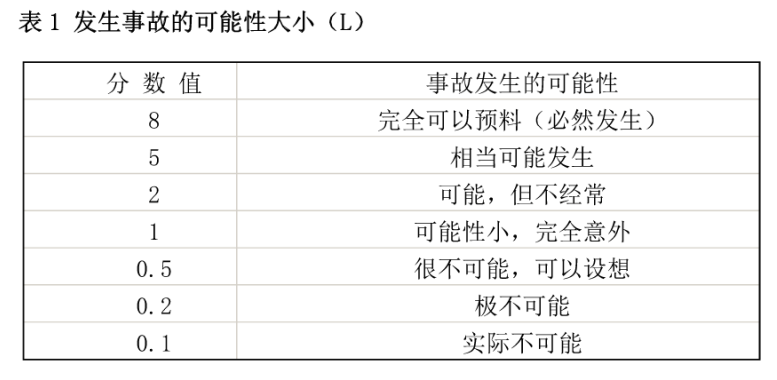 表1 发生事故的可能性大小（L）
分 数 值 事故发生的可能性
8 完全可以预料（必然发生）
5 相当可能发生
2 可能，但不经常
1 可能性小，完全意外
0.5 很不可能，可以设想
0.2 极不可能
0.1 实际不可能